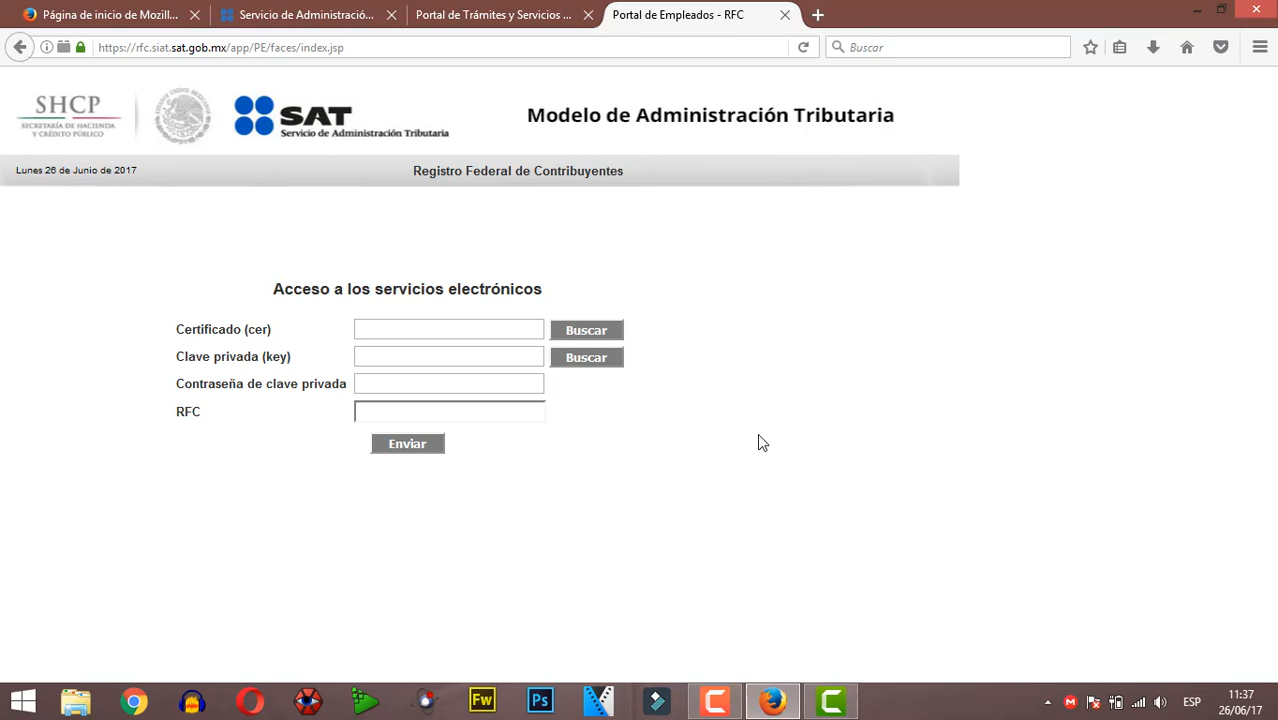 Página de inicio de Mozill...
Servicio de Administració...
Portal de Trámites y Servicios ...
Portal de Empleados - RFC
https://rfc.siat.sat.gob.mx/app/PE/faces/index.jsp
Buscar
SHCP
SECRETARÍA DE HACIENDA
Y CRÉDITO PÚBLICO
SAT
Servicio de Administración Tributaria
Modelo de Administración Tributaria
Lunes 26 de Junio de 2017
Registro Federal de Contribuyentes
Acceso a los servicios electrónicos
Certificado (cer)
Buscar
Clave privada (key)
Buscar
Contraseña de clave privada
RFC
Enviar
Fw
Ps
ESP
11:37
26/06/17